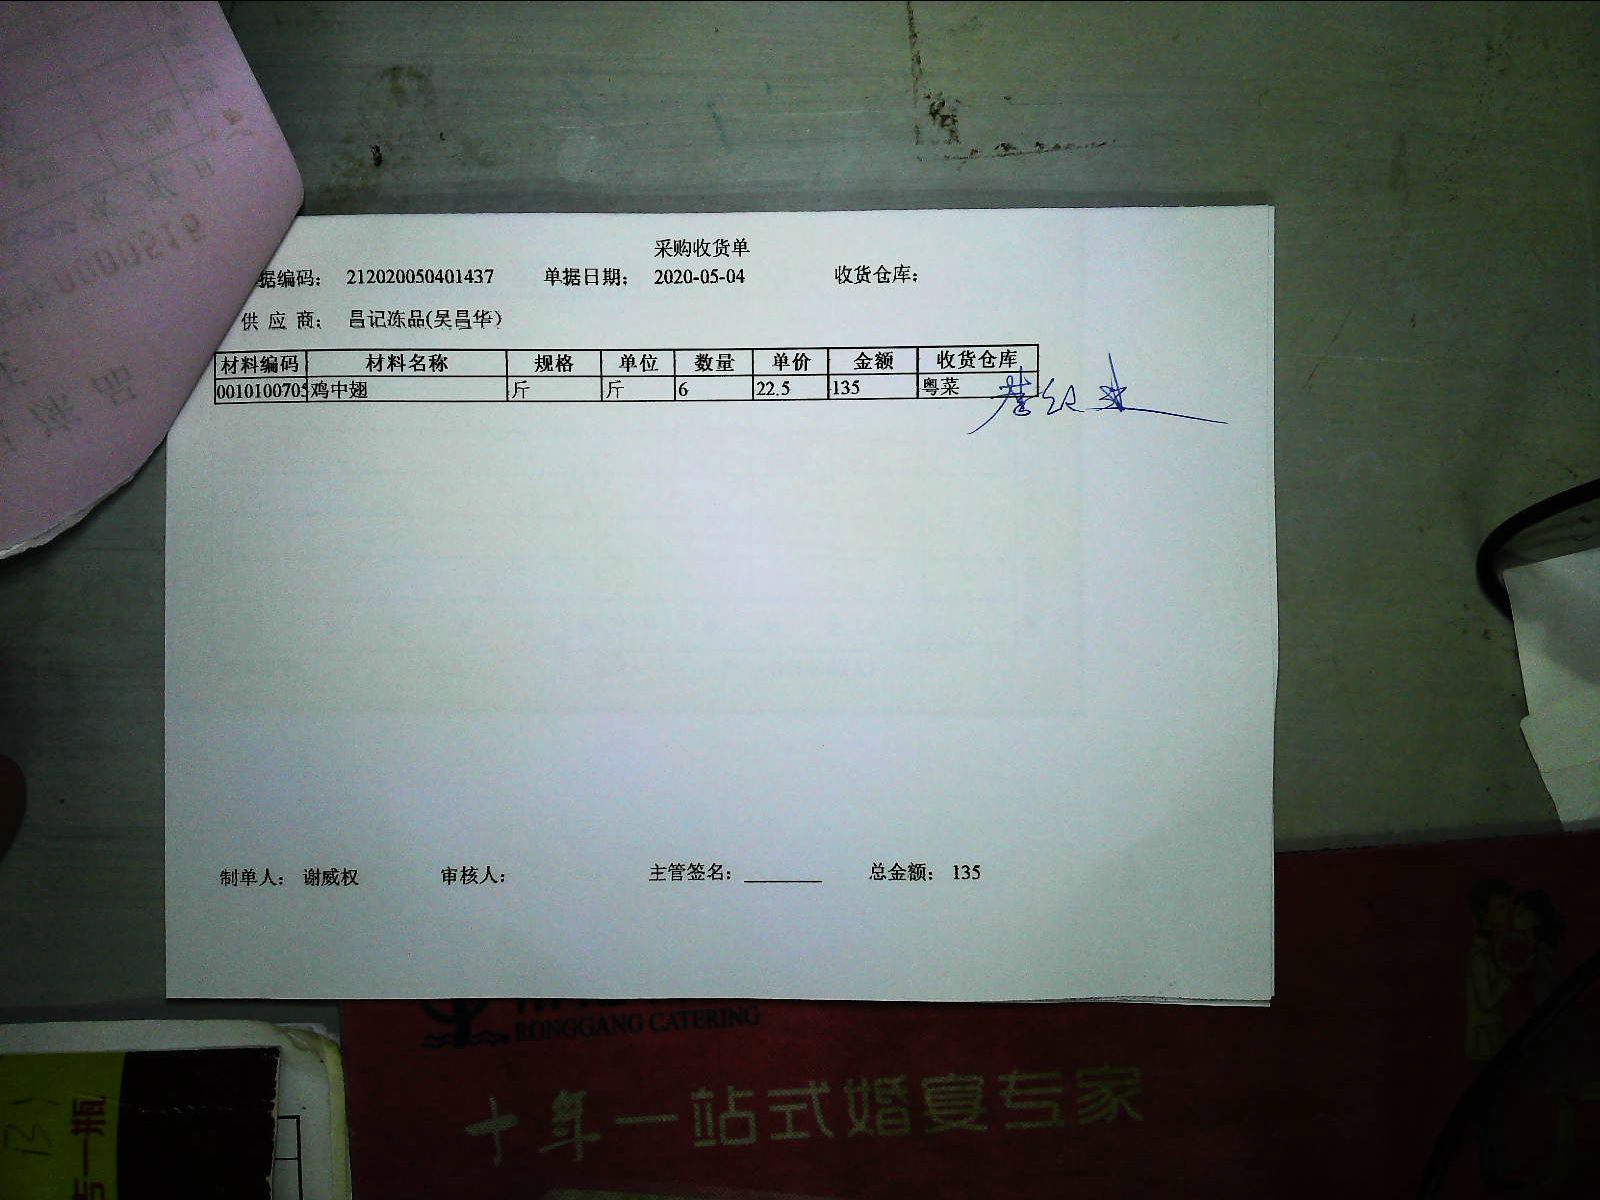 采购收货单
据编码： 212020050401437 单据日期： 2020-05-04 收货仓库：
供 应 商： 昌记冻品(吴昌华)
材料编码 材料名称 规格 单位 数量 单价 金额 收货仓库
0010100705 鸡中翅 斤 斤 6 22.5 135 粤菜
制单人： 谢威权 审核人： 主管签名： 总金额： 135
RONGGANG CATERING
十年一站式婚宴专家